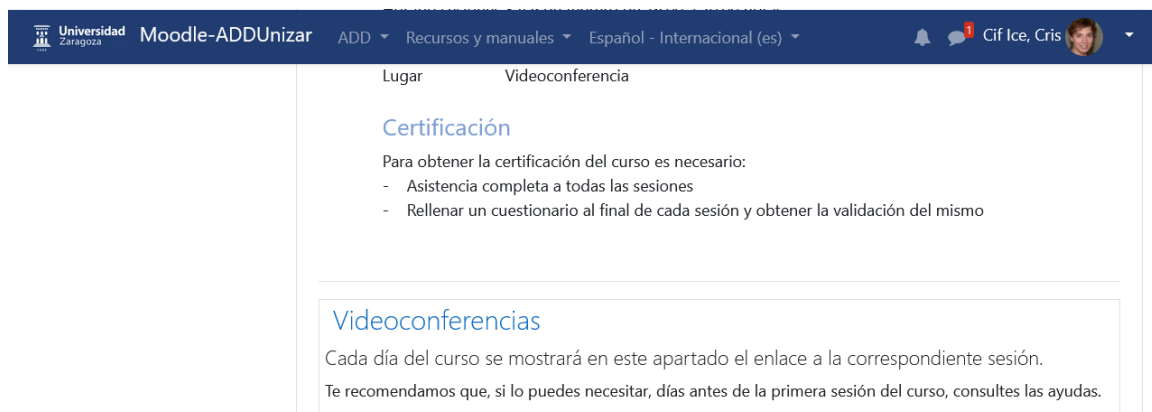 Universidad
Zaragoza
Moodle-ADDUnizar
ADD
Recursos y manuales
Español - Internacional (es)
1
Cif Ice, Cris
Lugar Videoconferencia
Certificación
Para obtener la certificación del curso es necesario:
- Asistencia completa a todas las sesiones
- Rellenar un cuestionario al final de cada sesión y obtener la validación del mismo
Videoconferencias
Cada día del curso se mostrará en este apartado el enlace a la correspondiente sesión.
Te recomendamos que, si lo puedes necesitar, días antes de la primera sesión del curso, consultes las ayudas.